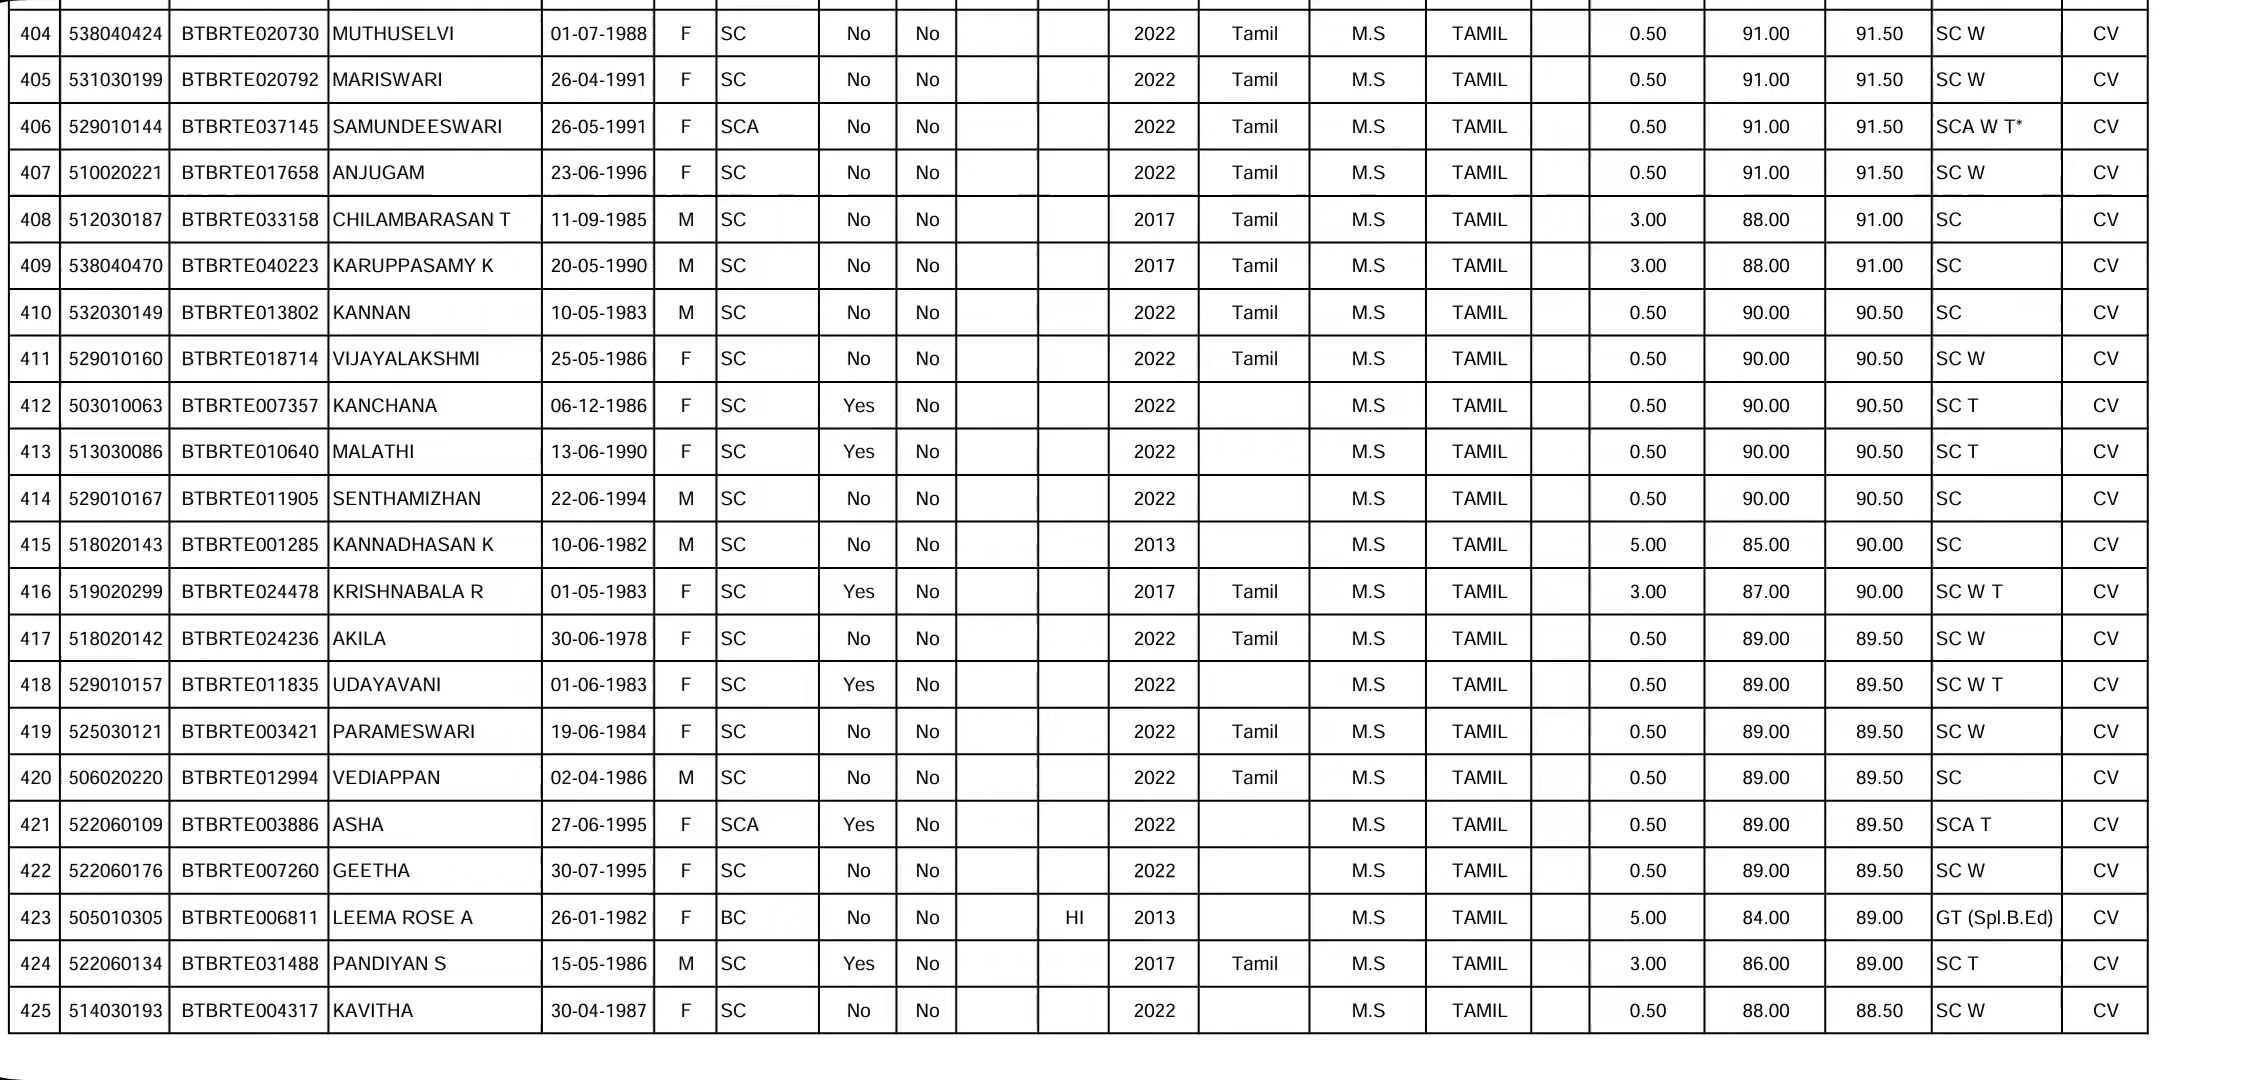 404 538040424 BTBRTE020730 MUTHUSELVI 01-07-1988 F SC No No 2022 Tamil M.S TAMIL 0.50 91.00 91.50 SC W CV
405 531030199 BTBRTE020792 MARISWARI 26-04-1991 F SC No No 2022 Tamil M.S TAMIL 0.50 91.00 91.50 SC W CV
406 529010144 BTBRTE037145 SAMUNDEESWARI 26-05-1991 F SCA No No 2022 Tamil M.S TAMIL 0.50 91.00 91.50 SCA W T* CV
407 510020221 BTBRTE017658 ANJUGAM 23-06-1996 F SC No No 2022 Tamil M.S TAMIL 0.50 91.00 91.50 SC W CV
408 512030187 BTBRTE033158 CHILAMBARASAN T 11-09-1985 M SC No No 2017 Tamil M.S TAMIL 3.00 88.00 91.00 SC CV
409 538040470 BTBRTE040223 KARUPPASAMY K 20-05-1990 M SC No No 2017 Tamil M.S TAMIL 3.00 88.00 91.00 SC CV
410 532030149 BTBRTE013802 KANNAN 10-05-1983 M SC No No 2022 Tamil M.S TAMIL 0.50 90.00 90.50 SC CV
411 529010160 BTBRTE018714 VIJAYALAKSHMI 25-05-1986 F SC No No 2022 Tamil M.S TAMIL 0.50 90.00 90.50 SC W CV
412 503010063 BTBRTE007357 KANCHANA 06-12-1986 F SC Yes No 2022 M.S TAMIL 0.50 90.00 90.50 SC T CV
413 513030086 BTBRTE010640 MALATHI 13-06-1990 F SC Yes No 2022 M.S TAMIL 0.50 90.00 90.50 SC T CV
414 529010167 BTBRTE011905 SENTHAMIZHAN 22-06-1994 M SC No No 2022 M.S TAMIL 0.50 90.00 90.50 SC CV
415 518020143 BTBRTE001285 KANNADHASAN K 10-06-1982 M SC No No 2013 M.S TAMIL 5.00 85.00 90.00 SC CV
416 519020299 BTBRTE024478 KRISHNABALA R 01-05-1983 F SC Yes No 2017 Tamil M.S TAMIL 3.00 87.00 90.00 SC W T CV
417 518020142 BTBRTE024236 AKILA 30-06-1978 F SC No No 2022 Tamil M.S TAMIL 0.50 89.00 89.50 SC W CV
418 529010157 BTBRTE011835 UDAYAVANI 01-06-1983 F SC Yes No 2022 M.S TAMIL 0.50 89.00 89.50 SC W T CV
419 525030121 BTBRTE003421 PARAMESWARI 19-06-1984 F SC No No 2022 Tamil M.S TAMIL 0.50 89.00 89.50 SC W CV
420 506020220 BTBRTE012994 VEDIAPPAN 02-04-1986 M SC No No 2022 Tamil M.S TAMIL 0.50 89.00 89.50 SC CV
421 522060109 BTBRTE003886 ASHA 27-06-1995 F SCA Yes No 2022 M.S TAMIL 0.50 89.00 89.50 SCA T CV
422 522060176 BTBRTE007260 GEETHA 30-07-1995 F SC No No 2022 M.S TAMIL 0.50 89.00 89.50 SC W CV
423 505010305 BTBRTE006811 LEEMA ROSE A 26-01-1982 F BC No No HI 2013 M.S TAMIL 5.00 84.00 89.00 GT (Spl.B.Ed) CV
424 522060134 BTBRTE031488 PANDIYAN S 15-05-1986 M SC Yes No 2017 Tamil M.S TAMIL 3.00 86.00 89.00 SC T CV
425 514030193 BTBRTE004317 KAVITHA 30-04-1987 F SC No No 2022 M.S TAMIL 0.50 88.00 88.50 SC W CV